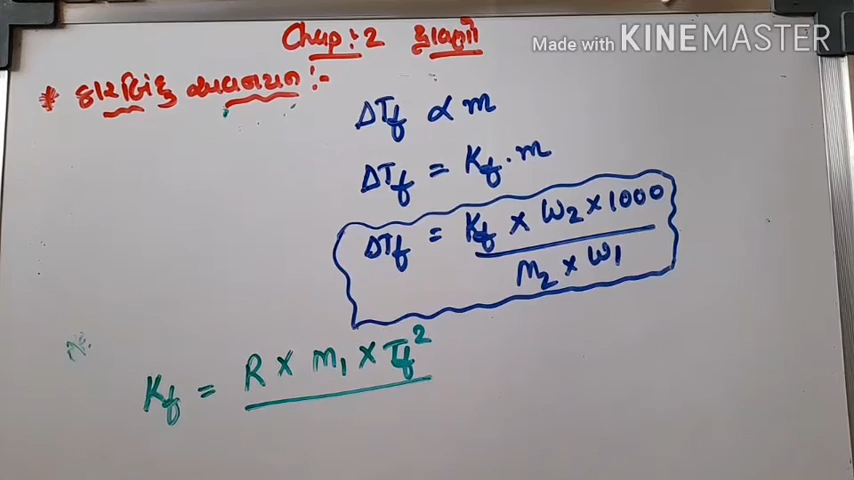 Chap:2 દ્રાવણો
Made with KINEMASTER
* ઠારબિંદુ અવનયન :-
ΔTf ∝ m
ΔTf = Kf . m
ΔTf = Kf × W2 × 1000
M2 × W1
Kf = R × M1 × Tf²